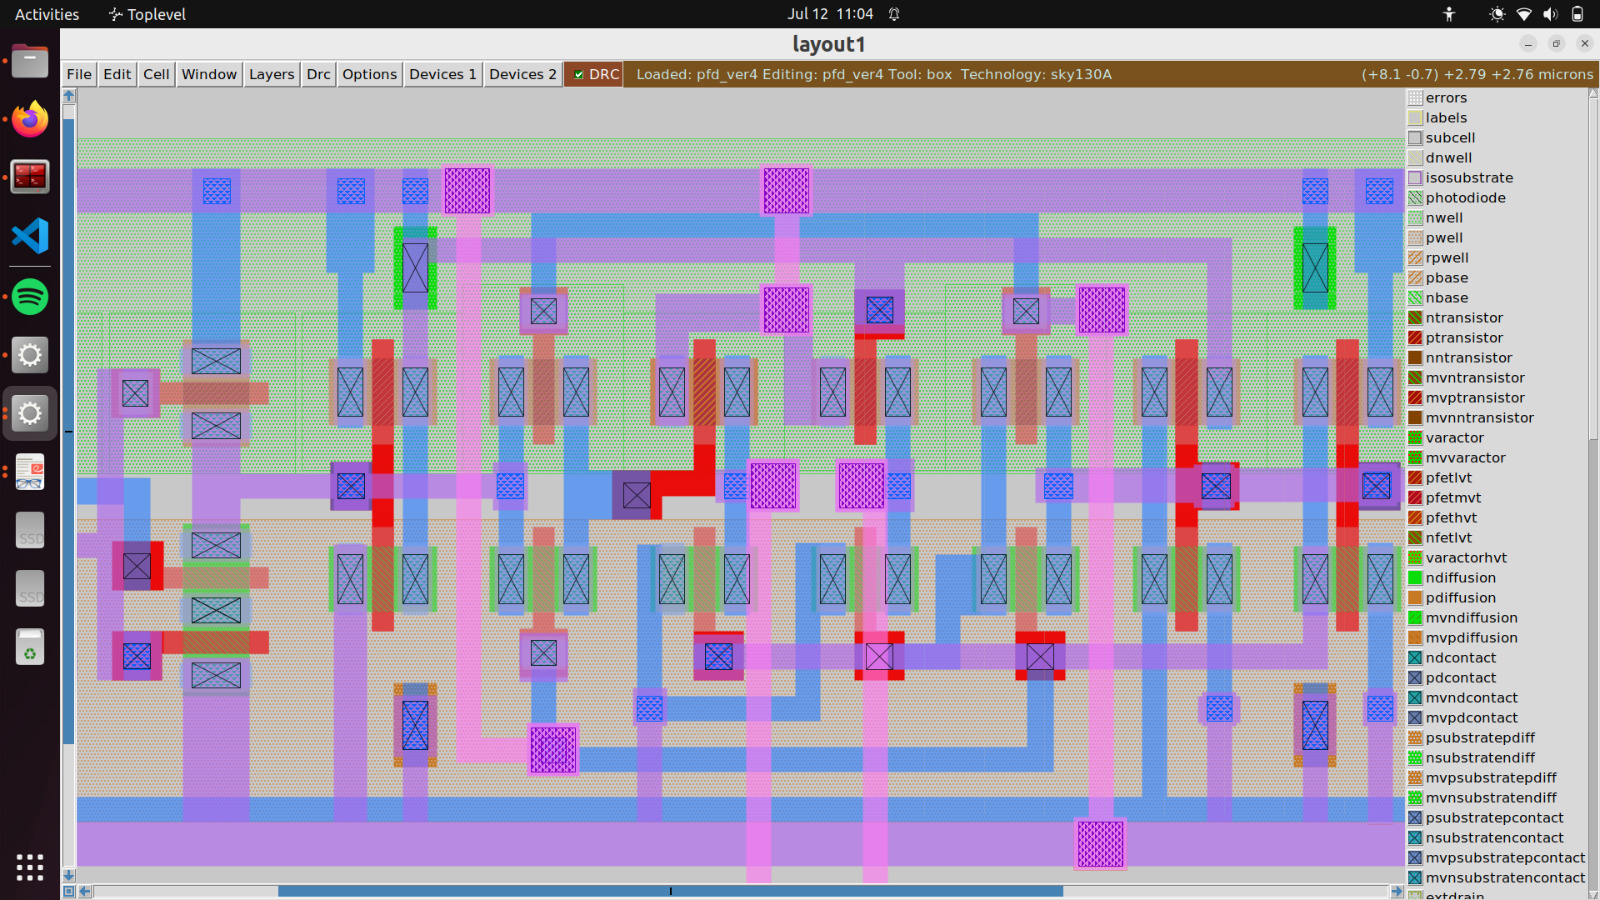 Activities
Toplevel
Jul 12 11:04
layout1
File Edit Cell Window Layers Drc Options Devices 1 Devices 2 DRC Loaded: pfd_ver4 Editing: pfd_ver4 Tool: box Technology: sky130A (+8.1 -0.7) +2.79 +2.76 microns
errors
labels
subcell
dnwell
isosubstrate
photodiode
nwell
pwell
rpwell
pbase
nbase
ntransistor
ptransistor
nntransistor
mvntransistor
mvptransistor
mvnntransistor
varactor
mvvaractor
pfetlvt
pfetmvt
pfethvt
nfetlvt
varactorhvt
ndiffusion
pdiffusion
mvndiffusion
mvpdiffusion
ndcontact
pdcontact
mvndcontact
mvpdcontact
psubstratepdiff
nsubstratendiff
mvpsubstratepdiff
mvnsubstratendiff
psubstratepcontact
nsubstratencontact
mvpsubstratepcontact
mvnsubstratencontact
extdrain
SSD
SSD